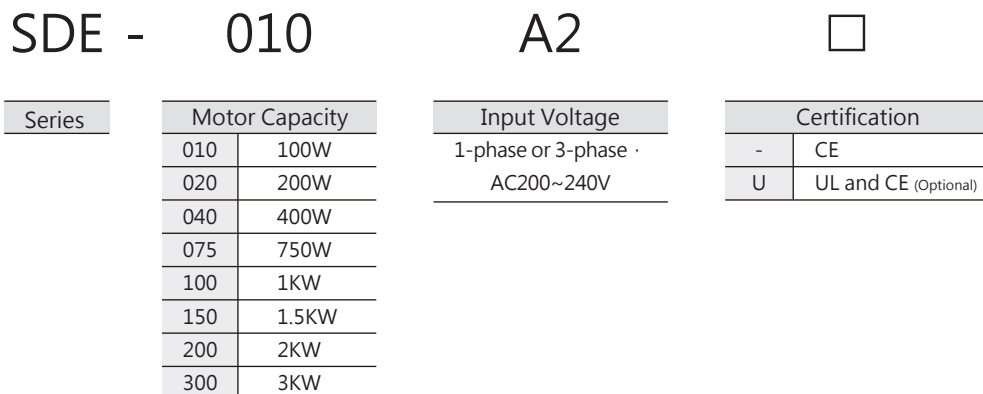 SDE - 010 A2 □
Series Motor Capacity Input Voltage Certification
010 100W 1-phase or 3-phase · - CE
020 200W AC200~240V U UL and CE (Optional)
040 400W
075 750W
100 1KW
150 1.5KW
200 2KW
300 3KW